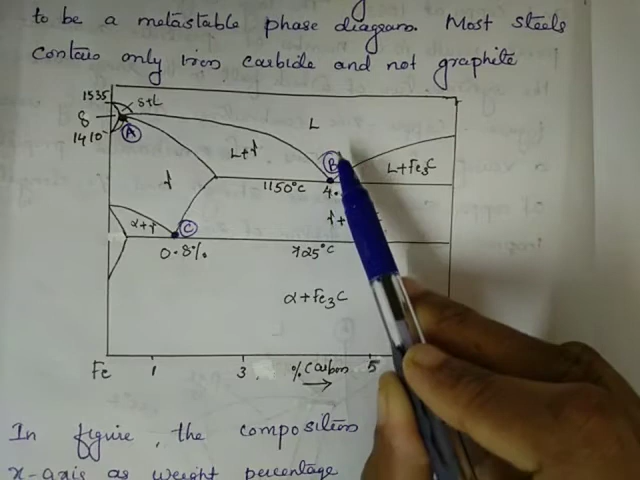 to be a metastable phase diagram. Most steels
contain only iron carbide and not graphite
1535
δ+L
δ
A
1410
L
L+γ
B
L+Fe3C
γ
1150°C
4.
γ+
α+γ
C
0.8%
725°C
α+Fe3C
Fe
1
3
% Carbon
5
In figure, the composition
x-axis as weight percentage